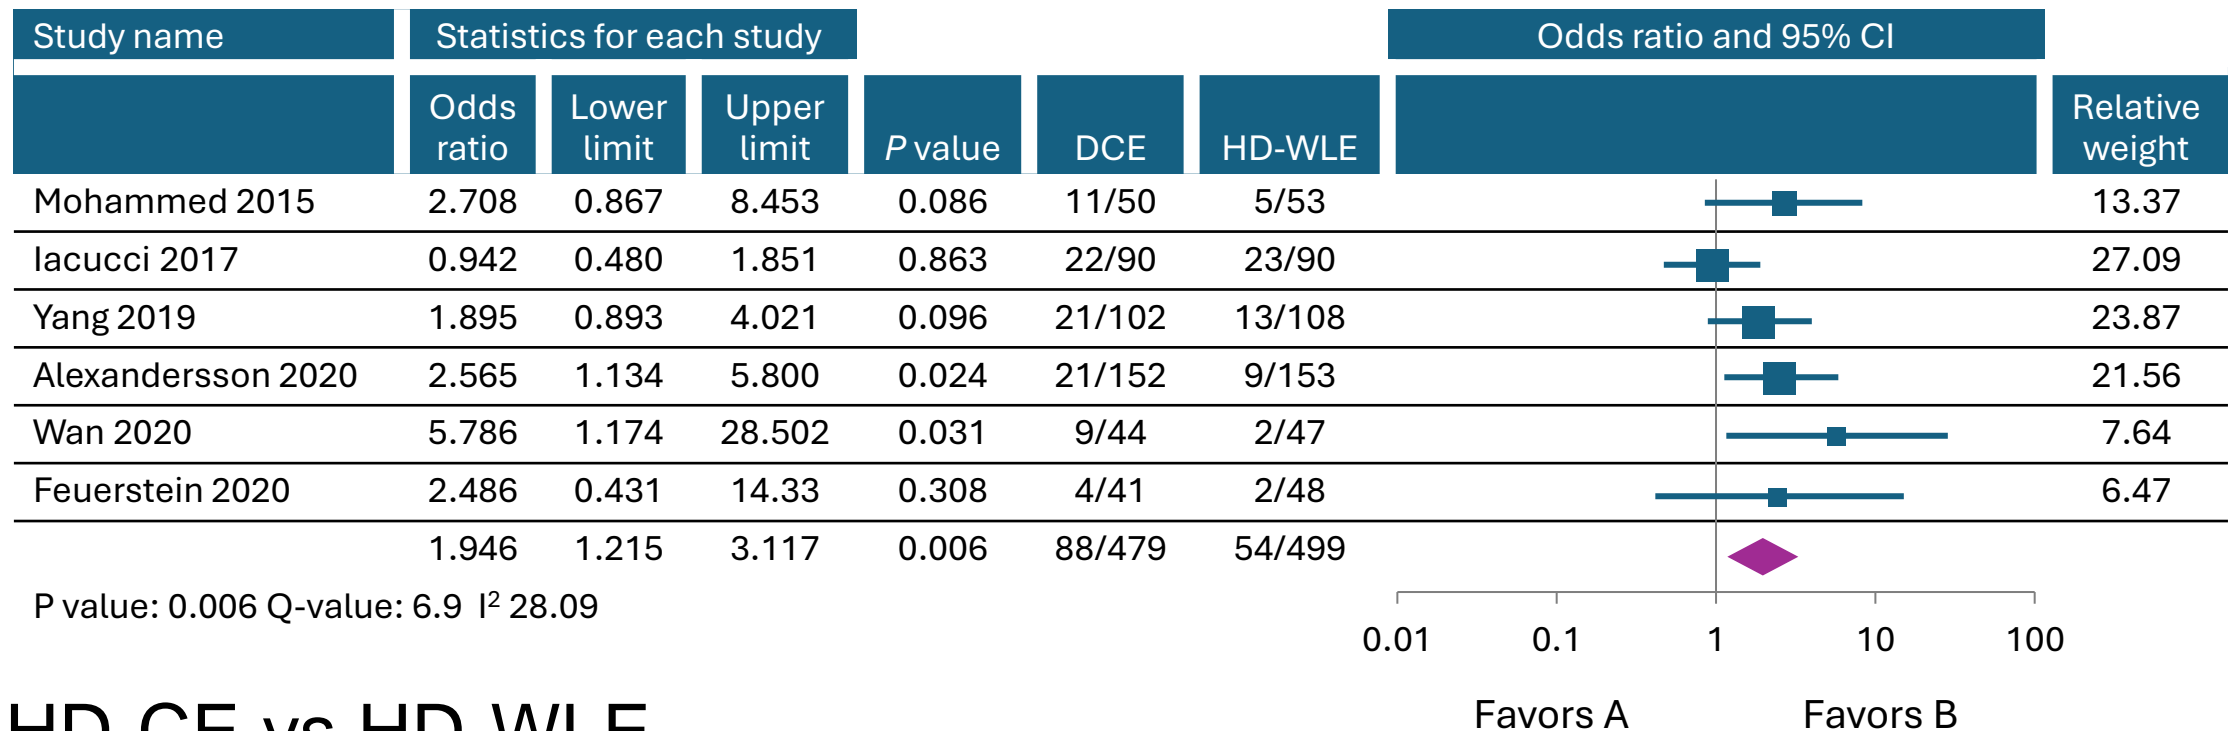 Study name Statistics for each study Odds ratio and 95% CI
Odds ratio Lower limit Upper limit P value DCE HD-WLE Relative weight
Mohammed 2015 2.708 0.867 8.453 0.086 11/50 5/53 13.37
Iacucci 2017 0.942 0.480 1.851 0.863 22/90 23/90 27.09
Yang 2019 1.895 0.893 4.021 0.096 21/102 13/108 23.87
Alexandersson 2020 2.565 1.134 5.800 0.024 21/152 9/153 21.56
Wan 2020 5.786 1.174 28.502 0.031 9/44 2/47 7.64
Feuerstein 2020 2.486 0.431 14.33 0.308 4/41 2/48 6.47
1.946 1.215 3.117 0.006 88/479 54/499
P value: 0.006 Q-value: 6.9 I² 28.09
0.01 0.1 1 10 100
Favors A Favors B
HD-CE vs HD-WLE